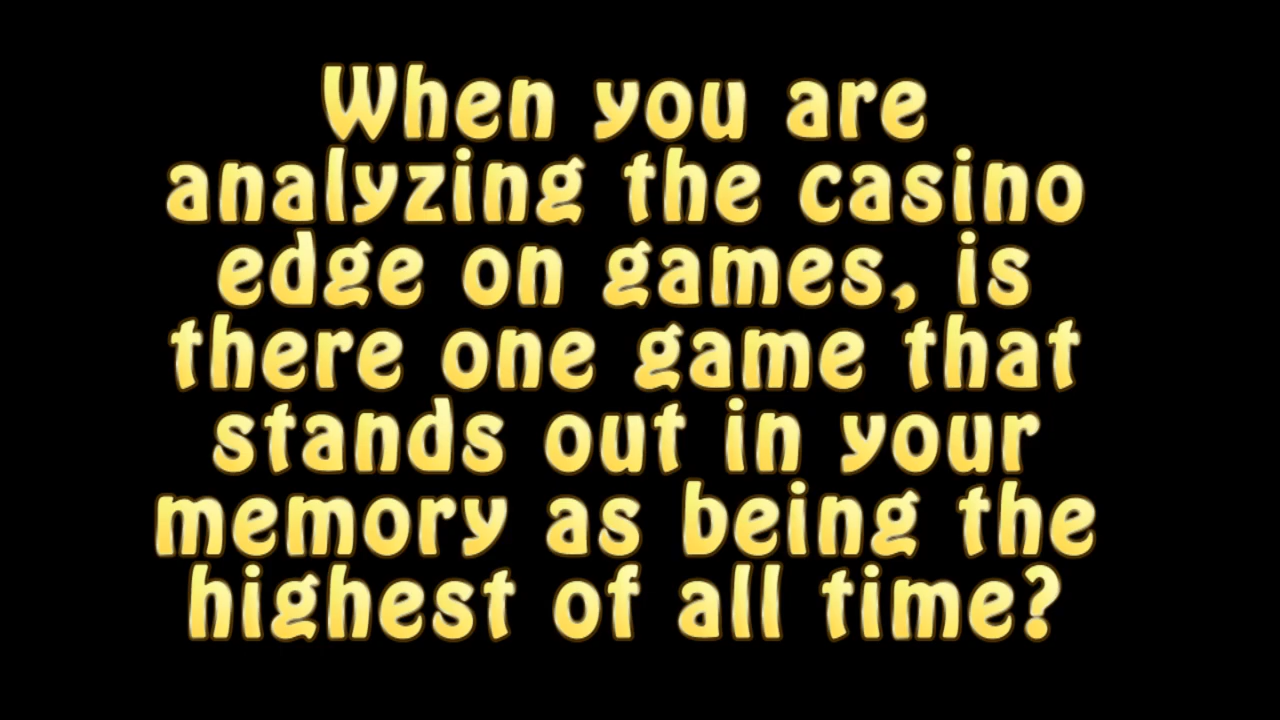 When you are
analyzing the casino
edge on games, is
there one game that
stands out in your
memory as being the
highest of all time?